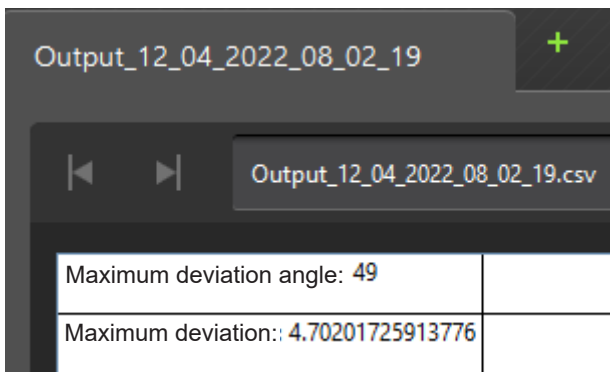 Output_12_04_2022_08_02_19
+
Output_12_04_2022_08_02_19.csv
Maximum deviation angle: 49
Maximum deviation:: 4.70201725913776